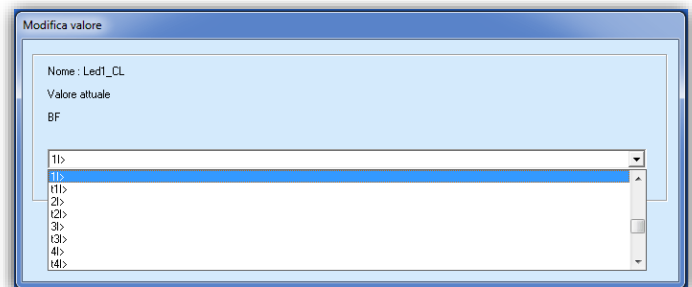 Modifica valore
Nome : Led1_CL
Valore attuale
BF
1I>
1I>
t1I>
2I>
t2I>
3I>
t3I>
4I>
t4I>